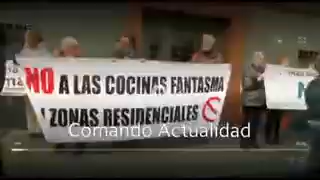 NO A LAS COCINAS FANTASMA
ZONAS RESIDENCIALES
Comando Actualidad